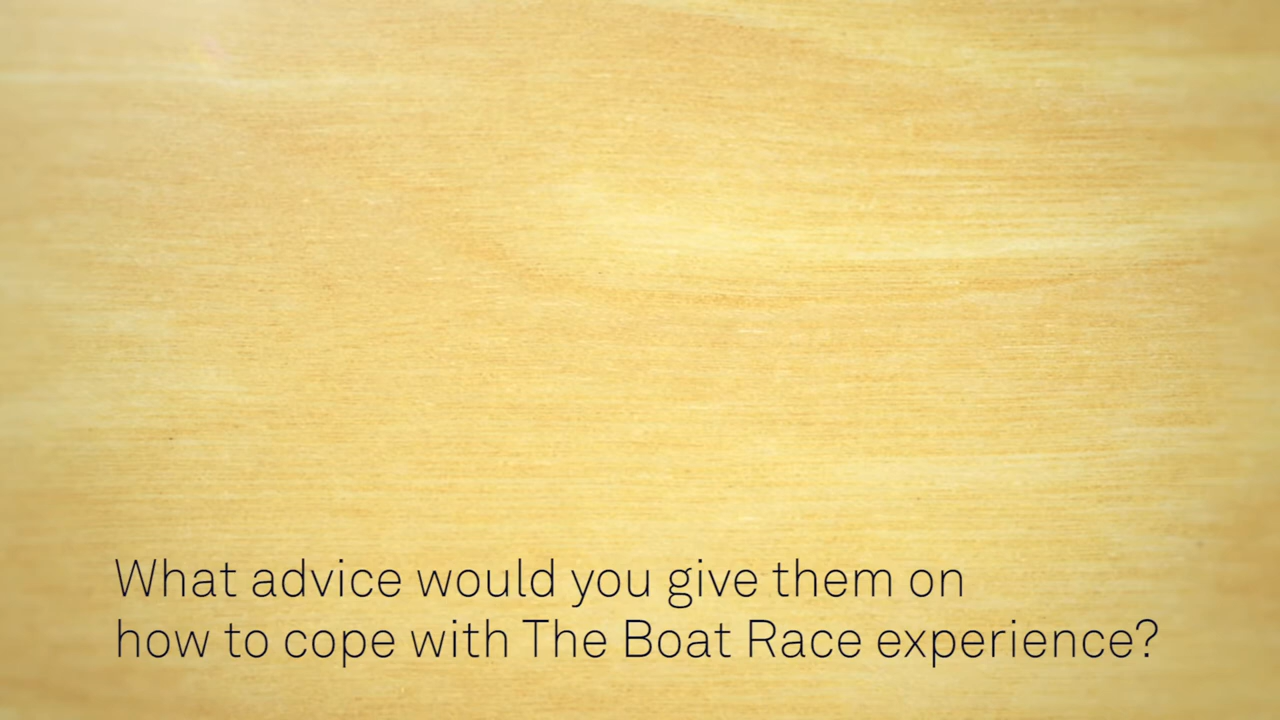 What advice would you give them on
how to cope with The Boat Race experience?